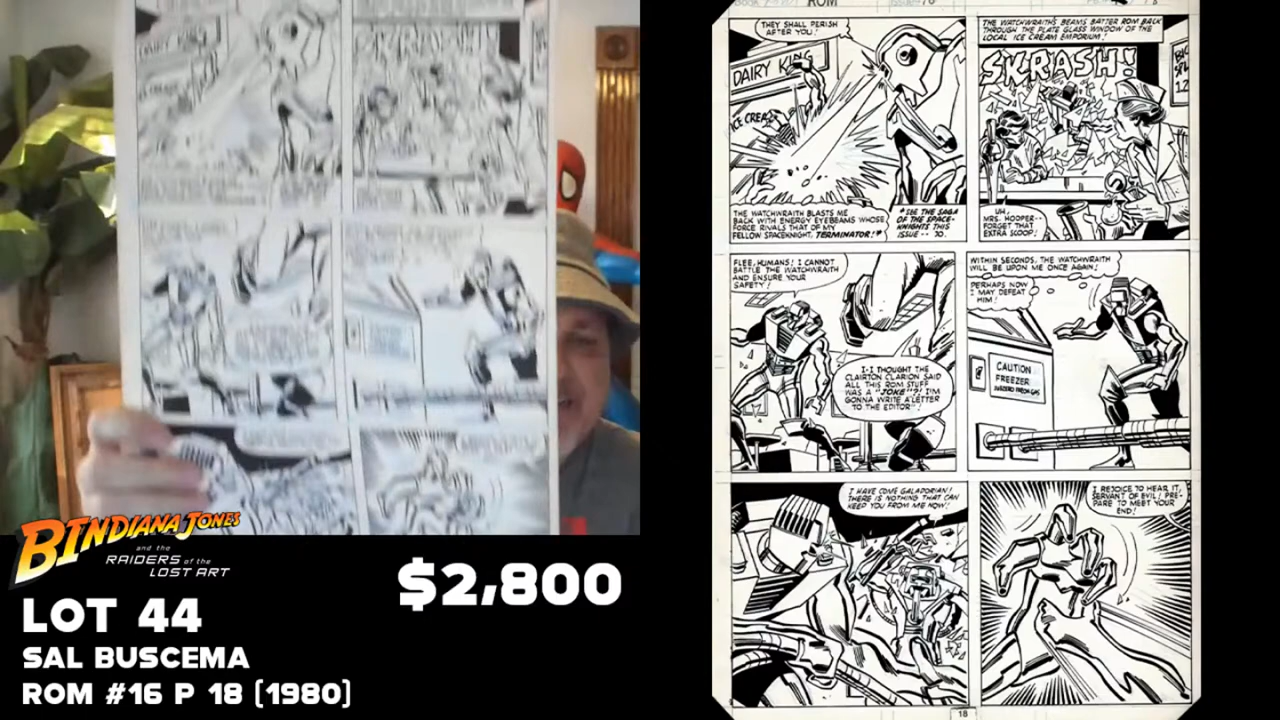 BINDIANA JONES
and the
RAIDERS of the
LOST ART
LOT 44
SAL BUSCEMA
ROM #16 P 18 (1980)
$2,800
ROM
THEY SHALL PERISH
AFTER YOU!
DAIRY KING
ICE CREAM
THE WATCHWRAITH BLASTS ME
BACK WITH ENERGY EYEBEAMS WHOSE
FORCE RIVALS THAT OF MY
FELLOW SPACEKNIGHT, TERMINATOR!*
*SEE THE SAGA
OF THE SPACE-
KNIGHTS THIS
ISSUE -- JO.
THE WATCHWRAITH'S BEAMS BATTER ROM BACK
THROUGH THE PLATE GLASS WINDOW OF THE
LOCAL ICE CREAM EMPORIUM!
SKRASH!
UH,
MRS. HOOPER--
FORGET THAT
EXTRA SCOOP!
FLEE, HUMANS! I CANNOT
BATTLE THE WATCHWRAITH
AND ENSURE YOUR
SAFETY!
I-I THOUGHT THE
CLAIRTON CLARION SAID
ALL THIS ROM STUFF
WAS A "JOKE"?! I'M
GONNA WRITE A LETTER
TO THE EDITOR!
WITHIN SECONDS, THE WATCHWRAITH
WILL BE UPON ME ONCE AGAIN!
PERHAPS NOW
I MAY DEFEAT
HIM!
CAUTION
FREEZER
I HAVE COME GALADORIAN!
THERE IS NOTHING THAT CAN
KEEP YOU FROM ME NOW!
I REJOICE TO HEAR IT,
SERVANT OF EVIL! PRE-
PARE TO MEET YOUR
END!
18